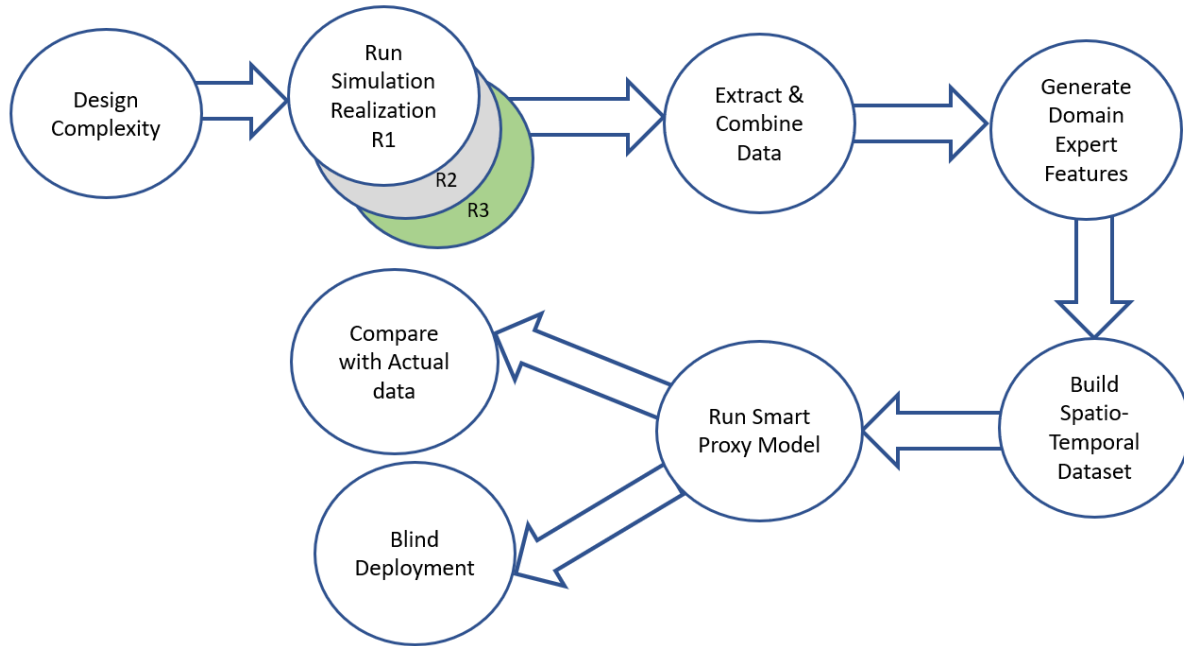 Design
Complexity
Run
Simulation
Realization
R1
R2
R3
Extract &
Combine
Data
Generate
Domain
Expert
Features
Build
Spatio-
Temporal
Dataset
Run Smart
Proxy Model
Compare
with Actual
data
Blind
Deployment